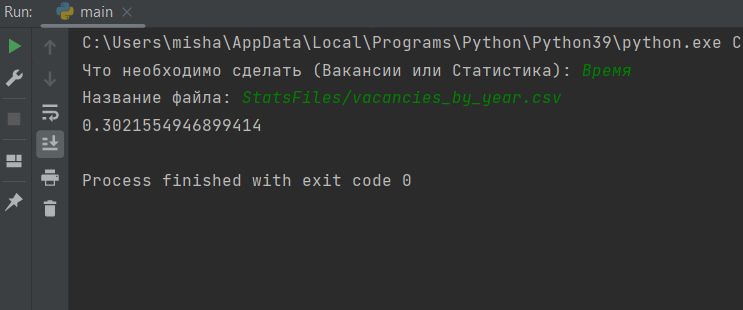 Run: main
C:\Users\misha\AppData\Local\Programs\Python\Python39\python.exe C
Что необходимо сделать (Вакансии или Статистика): Время
Название файла: StatsFiles/vacancies_by_year.csv
0.3021554946899414
Process finished with exit code 0